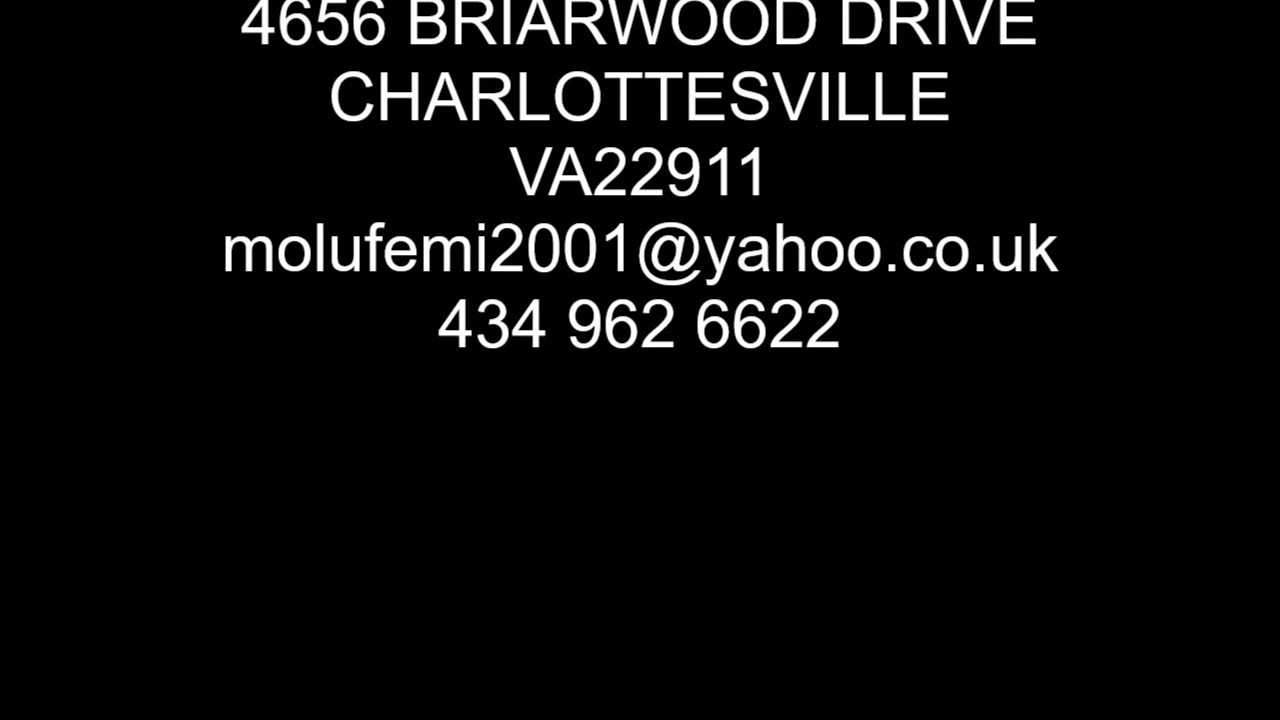 4656 BRIARWOOD DRIVE
CHARLOTTESVILLE
VA22911
molufemi2001@yahoo.co.uk
434 962 6622